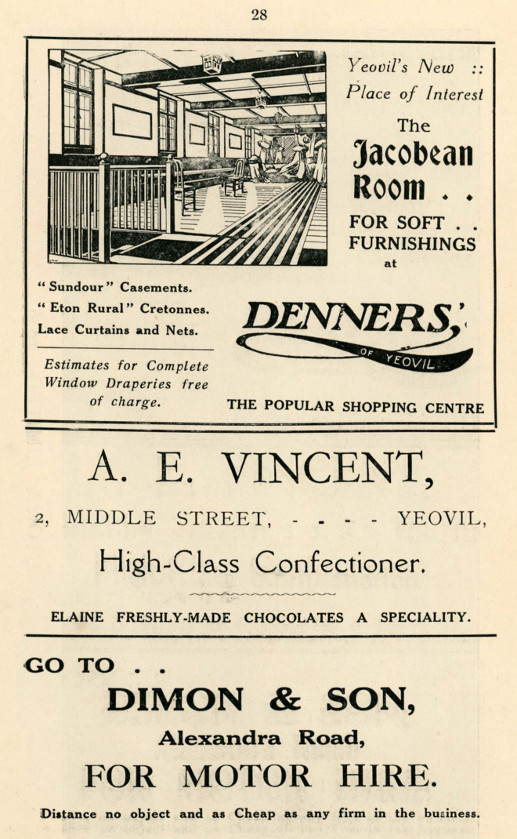 28
Yeovil's New ::
Place of Interest
The
Jacobean
Room . .
FOR SOFT . .
FURNISHINGS
at
"Sundour" Casements.
"Eton Rural" Cretonnes.
Lace Curtains and Nets.
Estimates for Complete
Window Draperies free
of charge.
DENNERS,'
OF YEOVIL
THE POPULAR SHOPPING CENTRE
A. E. VINCENT,
2, MIDDLE STREET, - - - - YEOVIL,
High-Class Confectioner.
ELAINE FRESHLY-MADE CHOCOLATES A SPECIALITY.
GO TO . .
DIMON & SON,
Alexandra Road,
FOR MOTOR HIRE.
Distance no object and as Cheap as any firm in the business.